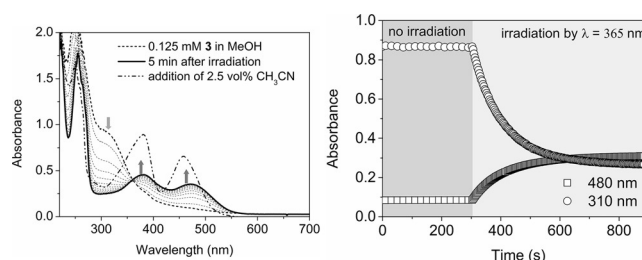 2.0
1.5
1.0
0.5
0.0
Absorbance
300 400 500 600 700
Wavelength (nm)
0.125 mM 3 in MeOH
5 min after irradiation
addition of 2.5 vol% CH₃CN
1.0
0.8
0.6
0.4
0.2
0.0
Absorbance
0 200 400 600 800
Time (s)
no irradiation
irradiation by λ = 365 nm
480 nm
310 nm